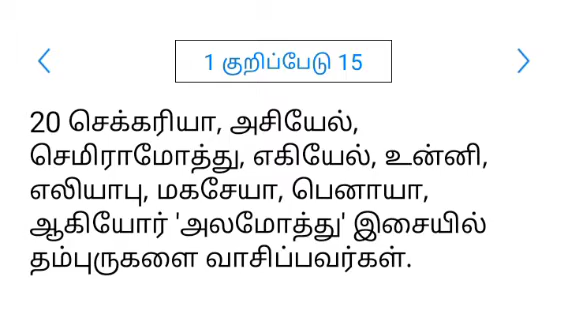 1 குறிப்பேடு 15
20 செக்கரியா, அசியேல்,
செமிராமோத்து, எகியேல், உன்னி,
எலியாபு, மகசேயா, பெனாயா,
ஆகியோர் 'அலமோத்து' இசையில்
தம்புருகளை வாசிப்பவர்கள்.